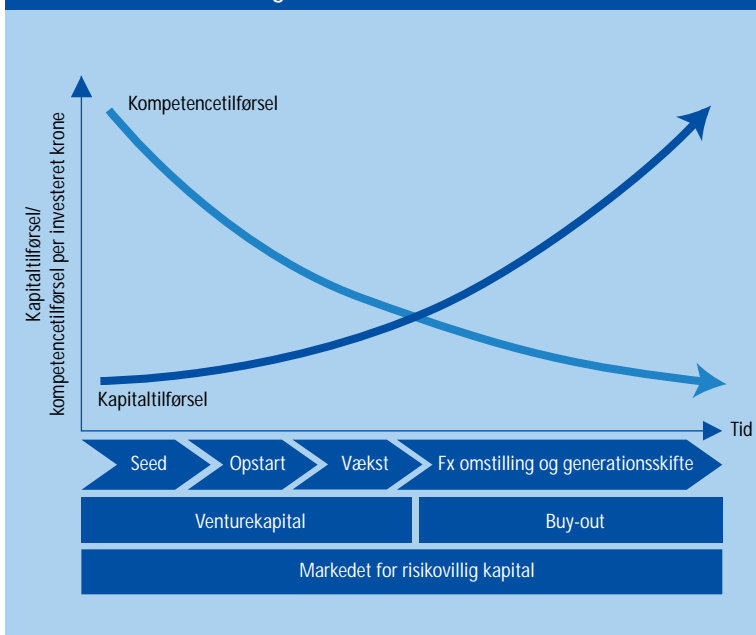 Kompetencetilførsel
Kapitaltilførsel/
kompetencetilførsel per investeret krone
Kapitaltilførsel
Tid
Seed
Opstart
Vækst
Fx omstilling og generationsskifte
Venturekapital
Buy-out
Markedet for risikovillig kapital